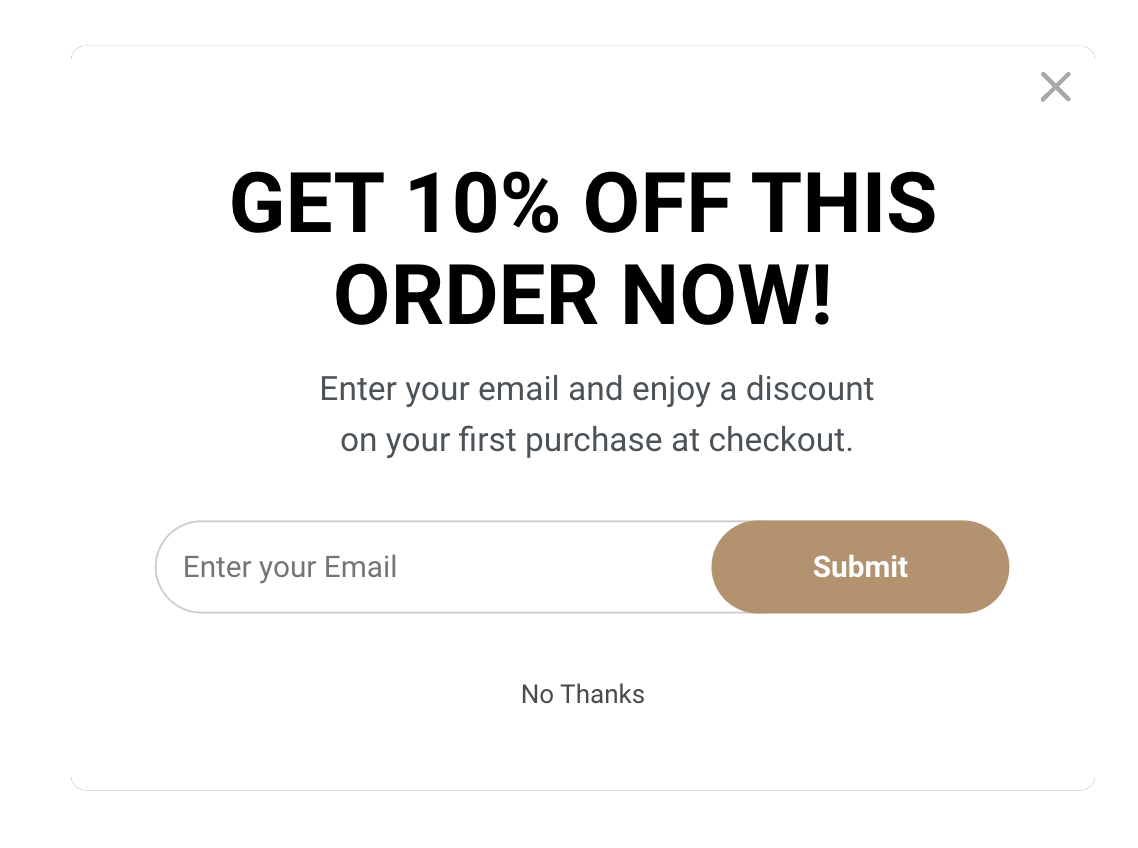 GET 10% OFF THIS
ORDER NOW!
Enter your email and enjoy a discount
on your first purchase at checkout.
Enter your Email
Submit
No Thanks